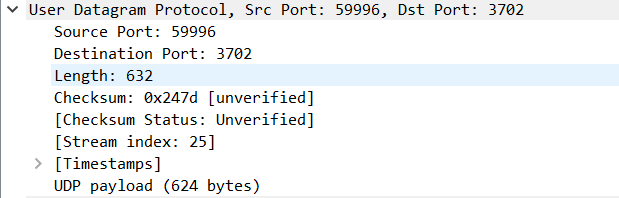 User Datagram Protocol, Src Port: 59996, Dst Port: 3702
Source Port: 59996
Destination Port: 3702
Length: 632
Checksum: 0x247d [unverified]
[Checksum Status: Unverified]
[Stream index: 25]
[Timestamps]
UDP payload (624 bytes)